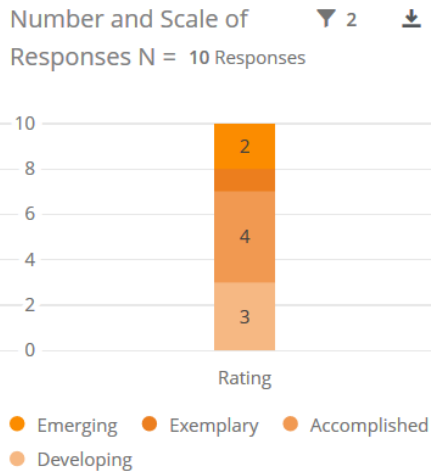 Number and Scale of 2
Responses N = 10 Responses
10
2
8
6
4
4
2
3
0
Rating
Emerging Exemplary Accomplished
Developing